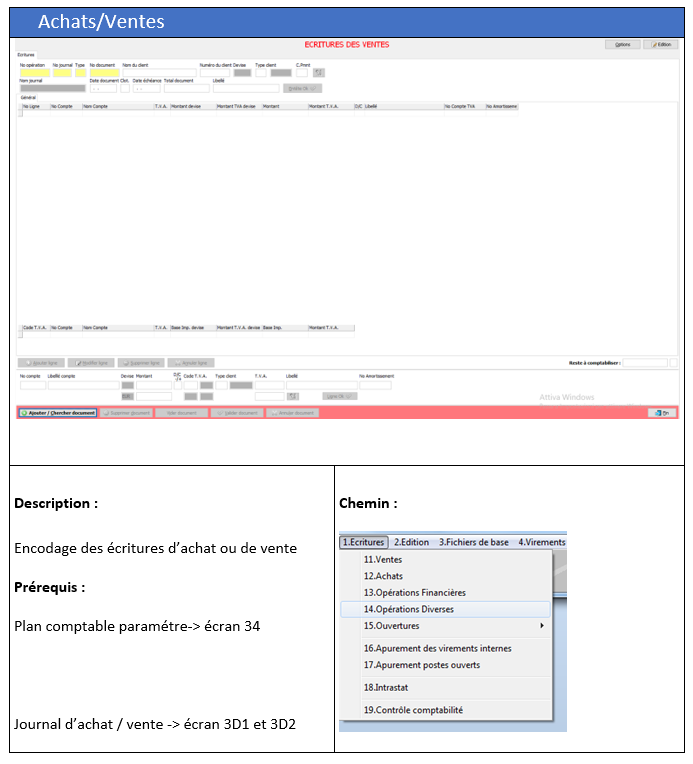 Achats/Ventes
ECRITURES DES VENTES
Options
Edition
Ecritures
No opération No journal Type No document Nom du client Numéro du client Devise Type client C.Pmnt
Nom journal Date document Clot. Date échéance Total document Libellé
Entête Ok
Général
No Ligne No Compte Nom Compte T.V.A. Montant devise Montant TVA devise Montant Montant T.V.A. D/C Libellé No Compte TVA No Amortisseme
Code T.V.A. No Compte Nom Compte T.V.A. Base Imp. devise Montant T.V.A. devise Base Imp. Montant T.V.A.
Ajouter ligne Modifier ligne Supprimer ligne Reste à comptabiliser :
No compte Libellé compte Devise Montant D/C Code T.V.A. Type client T.V.A. Libellé No Amortissement
EUR Ligne Ok
Attiva Windows
Ajouter / Chercher document Supprimer document Vider document Valider document Annuler document Fin
Description :
Encodage des écritures d’achat ou de vente
Prérequis :
Plan comptable paramétre-> écran 34
Journal d’achat / vente -> écran 3D1 et 3D2
Chemin :
1.Ecritures 2.Edition 3.Fichiers de base 4.Virements
11.Ventes
12.Achats
13.Opérations Financières
14.Opérations Diverses
15.Ouvertures
16.Apurement des virements internes
17.Apurement postes ouverts
18.Intrastat
19.Contrôle comptabilité